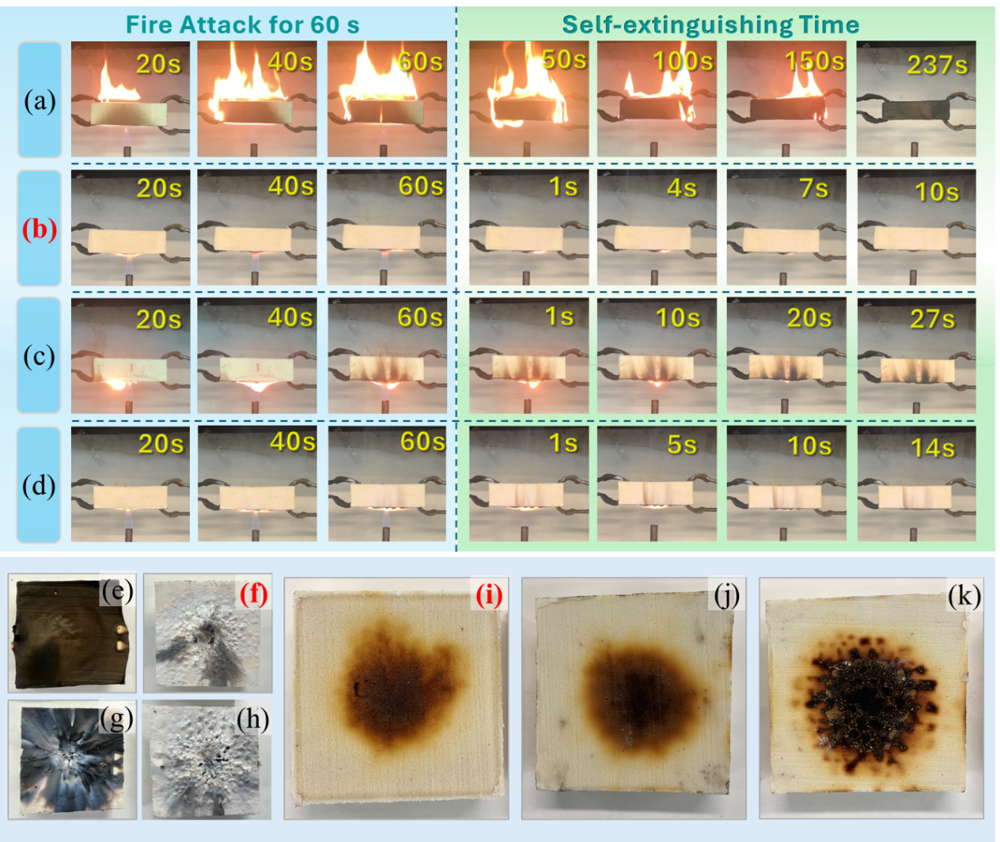 Fire Attack for 60 s
Self-extinguishing Time
(a)
20s
40s
60s
50s
100s
150s
237s
(b)
20s
40s
60s
1s
4s
7s
10s
(c)
20s
40s
60s
1s
10s
20s
27s
(d)
20s
40s
60s
1s
5s
10s
14s
(e)
(f)
(i)
(j)
(k)
(g)
(h)